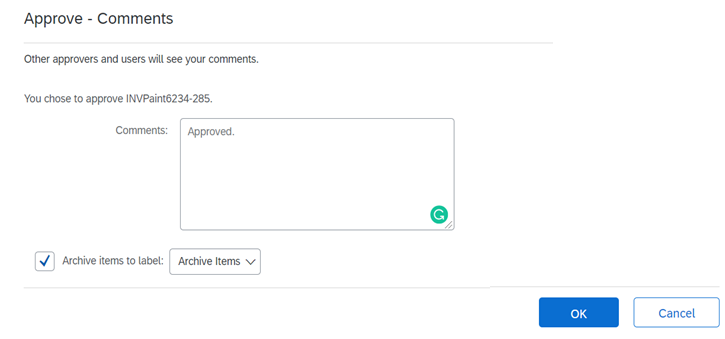 Approve - Comments
Other approvers and users will see your comments.
You chose to approve INVPaint6234-285.
Comments: Approved.
Archive items to label: Archive Items
OK Cancel